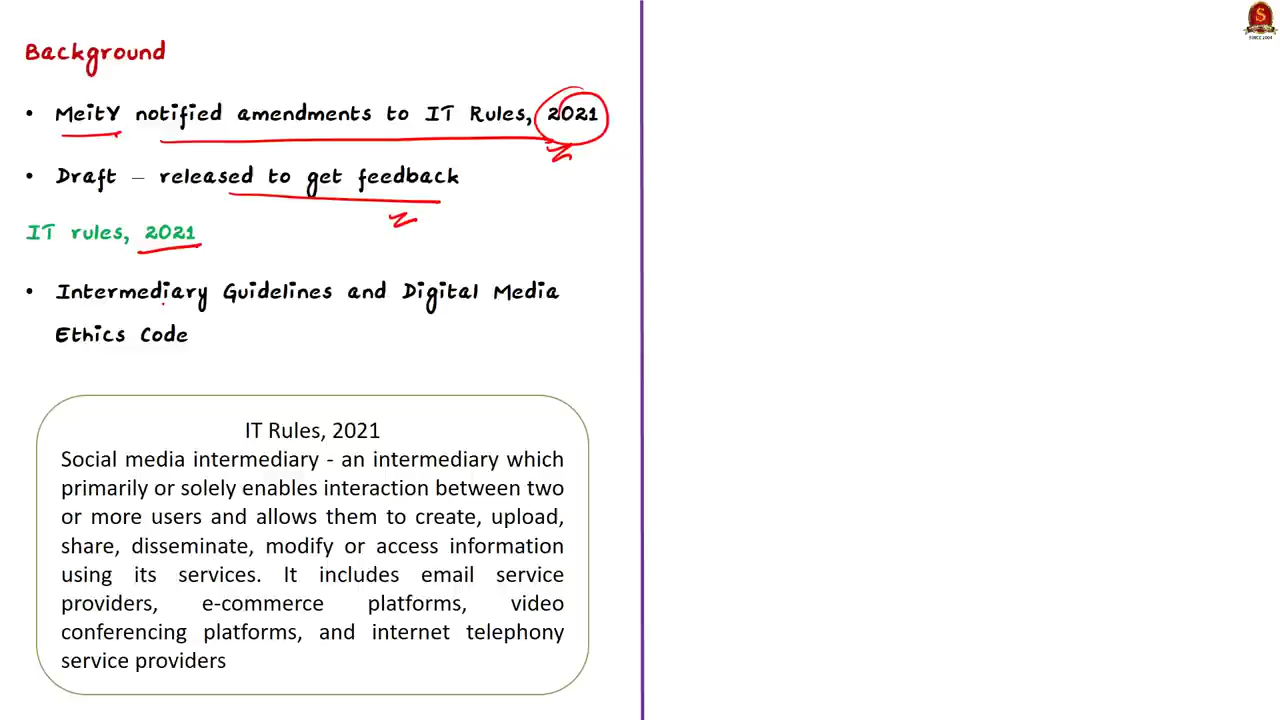 Background
• MeitY notified amendments to IT Rules, 2021
• Draft – released to get feedback
IT rules, 2021
• Intermediary Guidelines and Digital Media
Ethics Code
IT Rules, 2021
Social media intermediary - an intermediary which
primarily or solely enables interaction between two
or more users and allows them to create, upload,
share, disseminate, modify or access information
using its services. It includes email service
providers, e-commerce platforms, video
conferencing platforms, and internet telephony
service providers
S
SINCE 2004